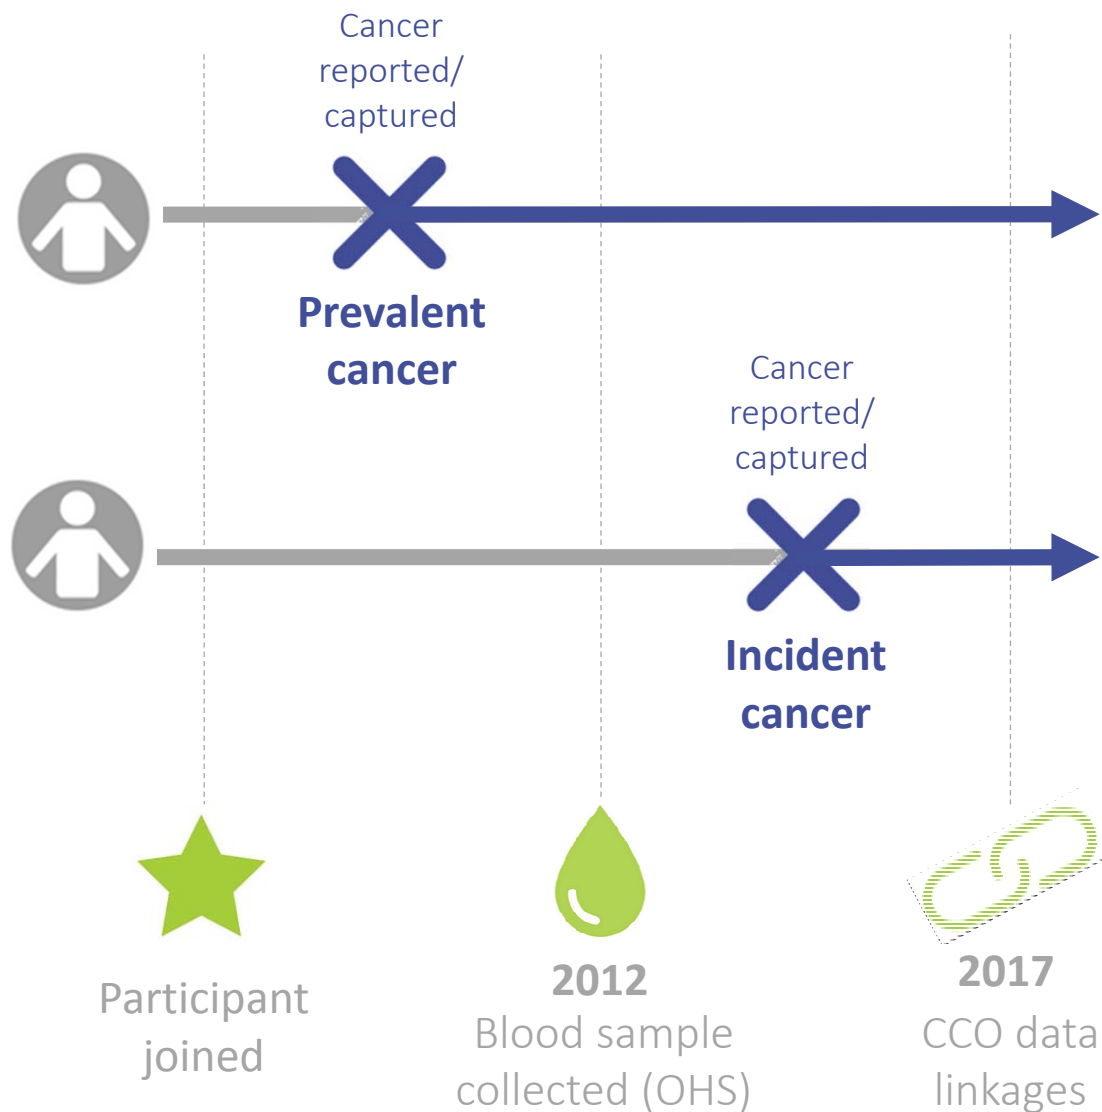 Cancer
reported/
captured
Prevalent
cancer
Cancer
reported/
captured
Incident
cancer
Participant
joined
2012
Blood sample
collected (OHS)
2017
CCO data
linkages